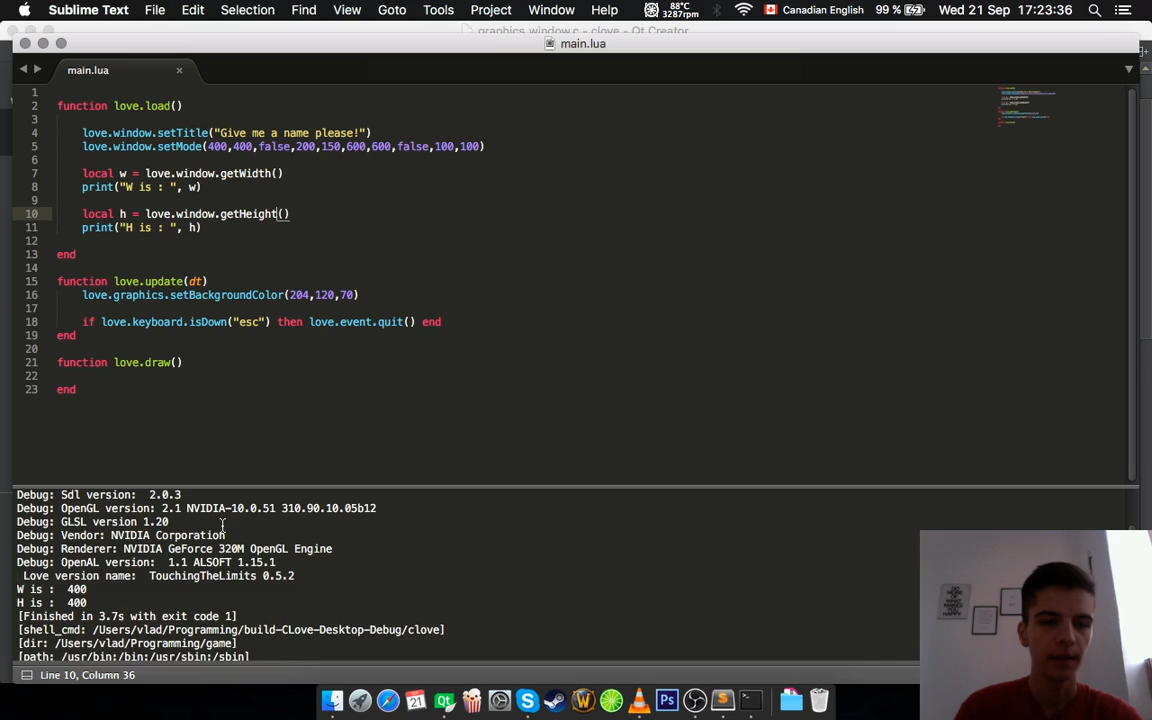 Sublime Text File Edit Selection Find View Goto Tools Project Window Help 88°C 3287rpm Canadian English 99 % Wed 21 Sep 17:23:36
graphics_window.c - clove - Qt Creator
main.lua
main.lua ×
1
2 function love.load()
3
4 love.window.setTitle("Give me a name please!")
5 love.window.setMode(400,400,false,200,150,600,600,false,100,100)
6
7 local w = love.window.getWidth()
8 print("W is : ", w)
9
10 local h = love.window.getHeight()
11 print("H is : ", h)
12
13 end
14
15 function love.update(dt)
16 love.graphics.setBackgroundColor(204,120,70)
17
18 if love.keyboard.isDown("esc") then love.event.quit() end
19 end
20
21 function love.draw()
22
23 end
Debug: Sdl version: 2.0.3
Debug: OpenGL version: 2.1 NVIDIA-10.0.51 310.90.10.05b12
Debug: GLSL version 1.20
Debug: Vendor: NVIDIA Corporation
Debug: Renderer: NVIDIA GeForce 320M OpenGL Engine
Debug: OpenAL version: 1.1 ALSOFT 1.15.1
Love version name: TouchingTheLimits 0.5.2
W is : 400
H is : 400
[Finished in 3.7s with exit code 1]
[shell_cmd: /Users/vlad/Programming/build-CLove-Desktop-Debug/clove]
[dir: /Users/vlad/Programming/game]
[path: /usr/bin:/bin:/usr/sbin:/sbin]
Line 10, Column 36